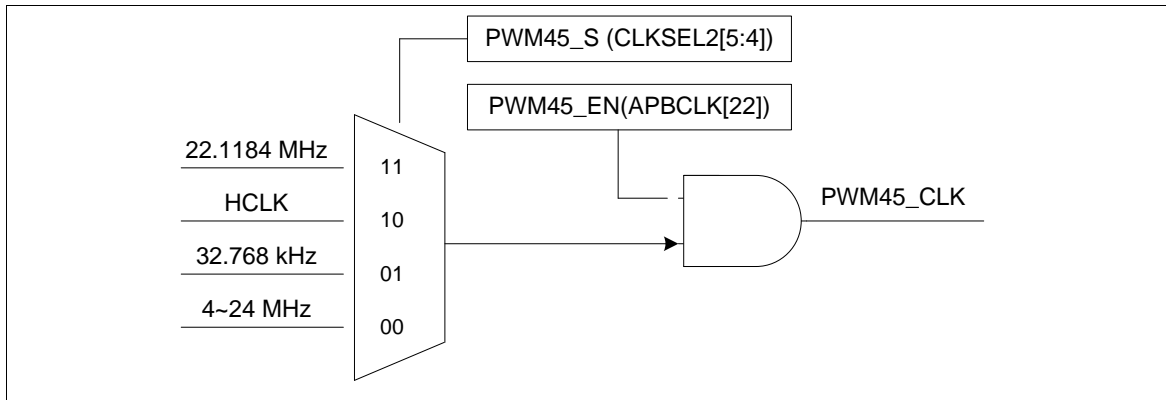 PWM45_S (CLKSEL2[5:4])
PWM45_EN(APBCLK[22])
22.1184 MHz
11
HCLK
10
32.768 kHz
01
4~24 MHz
00
PWM45_CLK